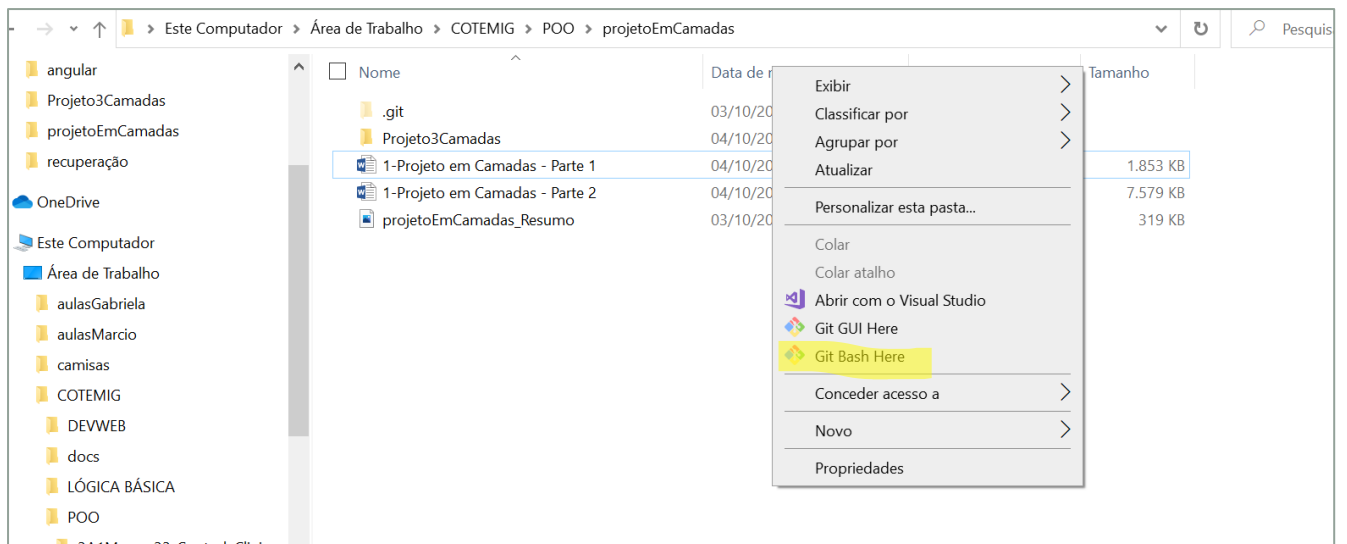 Este Computador > Área de Trabalho > COTEMIG > POO > projetoEmCamadas
angular
Projeto3Camadas
projetoEmCamadas
recuperação
OneDrive
Este Computador
Área de Trabalho
aulasGabriela
aulasMarcio
camisas
COTEMIG
DEVWEB
docs
LÓGICA BÁSICA
POO
Nome Data de Tamanho
.git 03/10/20
Projeto3Camadas 04/10/20
1-Projeto em Camadas - Parte 1 04/10/20 1.853 KB
1-Projeto em Camadas - Parte 2 04/10/20 7.579 KB
projetoEmCamadas_Resumo 03/10/20 319 KB
Exibir
Classificar por
Agrupar por
Atualizar
Personalizar esta pasta...
Colar
Colar atalho
Abrir com o Visual Studio
Git GUI Here
Git Bash Here
Conceder acesso a
Novo
Propriedades